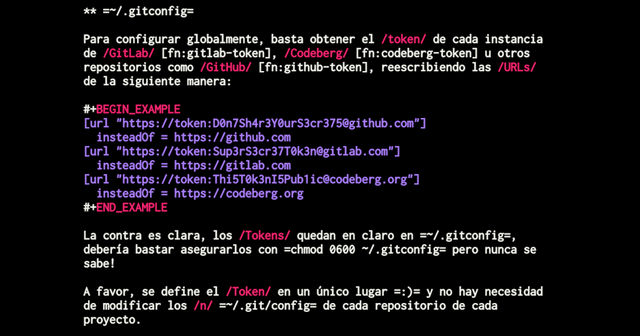 ** =~/.gitconfig=
Para configurar globalmente, basta obtener el /token/ de cada instancia
de /GitLab/ [fn:gitlab-token], /Codeberg/ [fn:codeberg-token] u otros
repositorios como /GitHub/ [fn:github-token], reescribiendo las /URLs/
de la siguiente manera:
#+BEGIN_EXAMPLE
[url "https://token:D0n7Sh4r3Y0urS3cr375@github.com"]
  insteadOf = https://github.com
[url "https://token:Sup3rS3cr37T0k3n@gitlab.com"]
  insteadOf = https://gitlab.com
[url "https://token:Thi5T0k3nI5Pub1ic@codeberg.org"]
  insteadOf = https://codeberg.org
#+END_EXAMPLE
La contra es clara, los /Tokens/ quedan en claro en =~/.gitconfig=,
debería bastar asegurarlos con =chmod 0600 ~/.gitconfig= pero nunca se
sabe!
A favor, se define el /Token/ en un único lugar =:)= y no hay necesidad
de modificar los /n/ =~/.git/config= de cada repositorio de cada
proyecto.